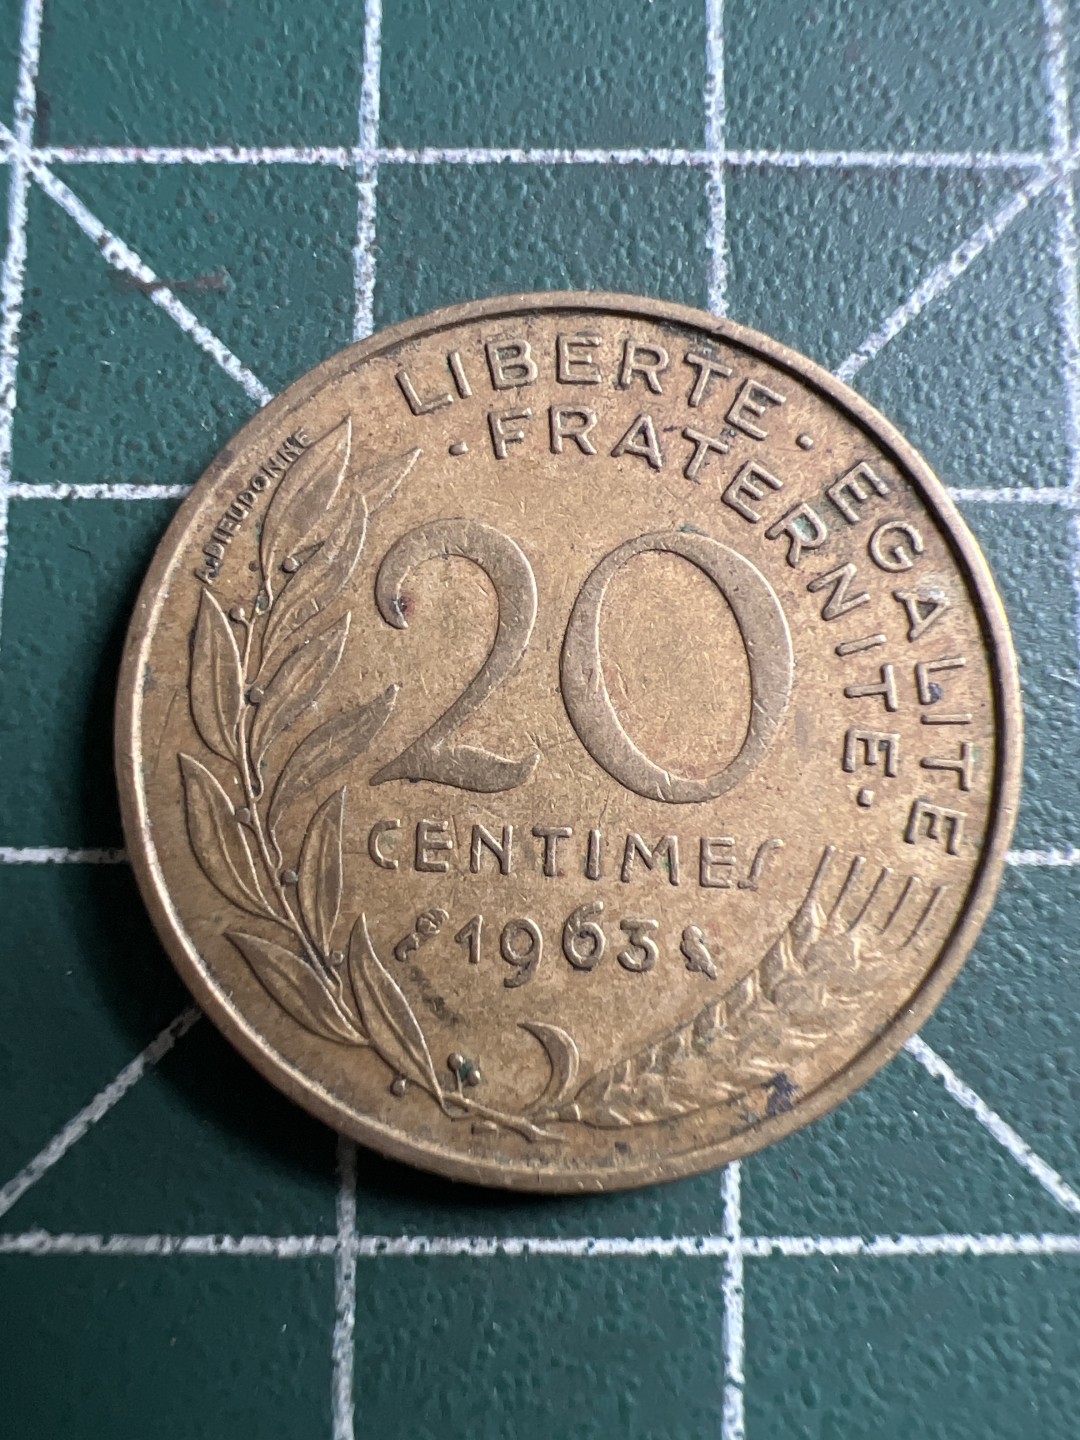 LIBERTE · EGALITE
· FRATERNITE ·
A.DIEUDONNE
20
CENTIMES
1963